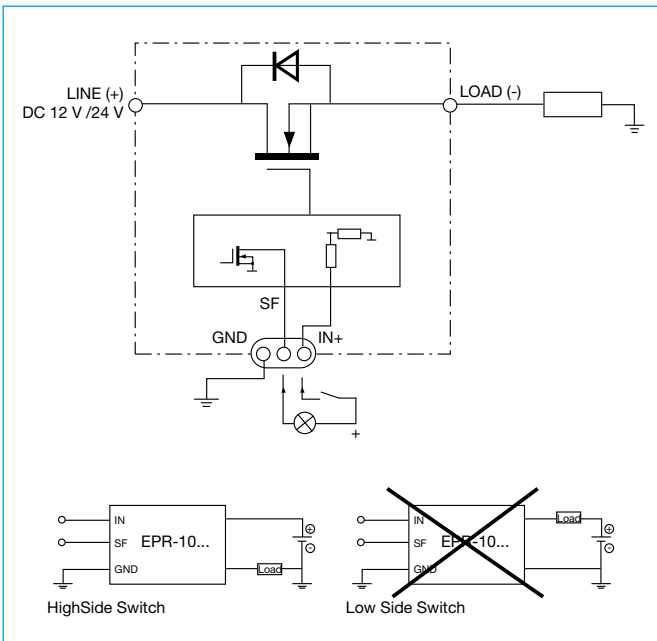 LINE (+)
DC 12 V /24 V
LOAD (-)
SF
GND
IN+
+
IN
SF
EPR-10...
GND
Load
+
-
HighSide Switch
IN
SF
EPR-10...
GND
Load
+
-
Low Side Switch